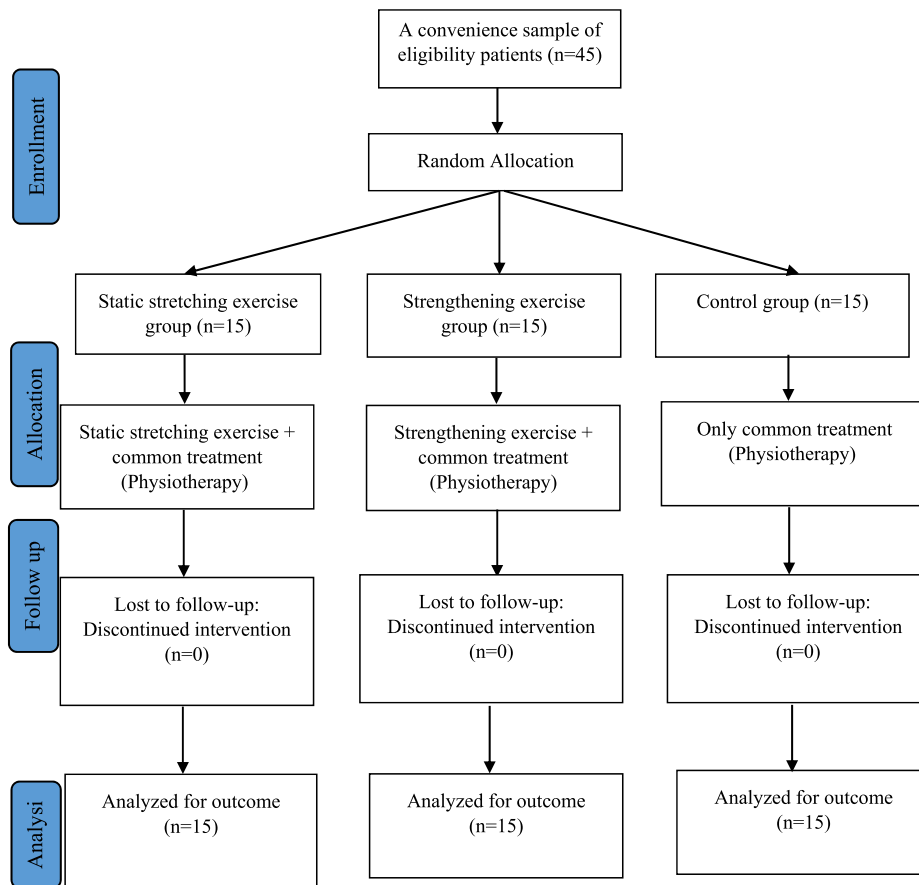 A convenience sample of
eligibility patients (n=45)
Enrollment
Random Allocation
Static stretching exercise
group (n=15)
Strengthening exercise
group (n=15)
Control group (n=15)
Allocation
Static stretching exercise +
common treatment
(Physiotherapy)
Strengthening exercise +
common treatment
(Physiotherapy)
Only common treatment
(Physiotherapy)
Follow up
Lost to follow-up:
Discontinued intervention
(n=0)
Lost to follow-up:
Discontinued intervention
(n=0)
Lost to follow-up:
Discontinued intervention
(n=0)
Analysi
Analyzed for outcome
(n=15)
Analyzed for outcome
(n=15)
Analyzed for outcome
(n=15)